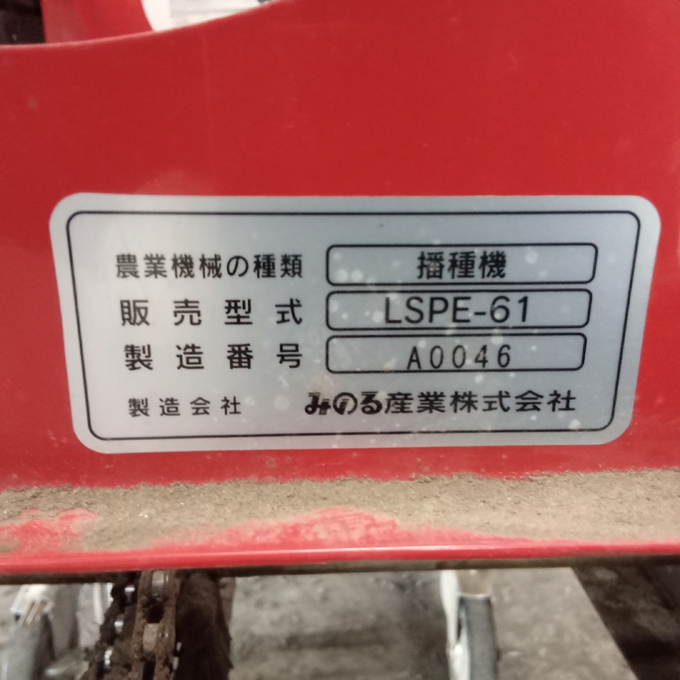 農業機械の種類 播種機
販売型式 LSPE-61
製造番号 A0046
製造会社 みのる産業株式会社